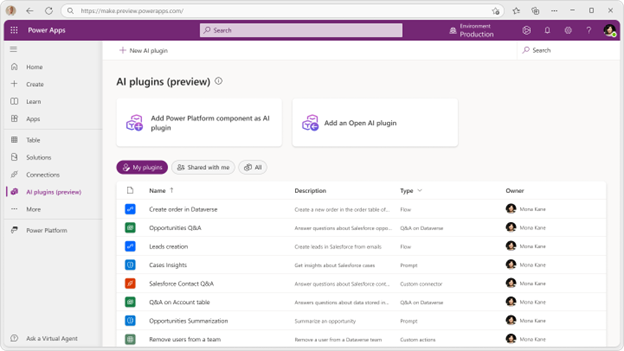 https://make.preview.powerapps.com/
Power Apps
Search
Environment
Production
New AI plugin
Search
Home
Create
Learn
Apps
Table
Solutions
Connections
AI plugins (preview)
More
Power Platform
Ask a Virtual Agent
AI plugins (preview)
Add Power Platform component as AI
plugin
Add an Open AI plugin
My plugins
Shared with me
All
Name ↑ Description Type Owner
Create order in Dataverse Create a new order in the order table of... Flow Mona Kane
Opportunities Q&A Answer questions about Salesforce oppo... Q&A on Dataverse Mona Kane
Leads creation Create leads in Salesforce from emails Flow Mona Kane
Cases Insights Get insights about Salesforce cases Prompt Mona Kane
Salesforce Contact Q&A Answer questions about Salesforce cont... Custom connector Mona Kane
Q&A on Account table Answers questions about data stored in... Q&A on Dataverse Mona Kane
Opportunities Summarization Summarize an opportunity Prompt Mona Kane
Remove users from a team Remove a user from a Dataverse team Custom actions Mona Kane